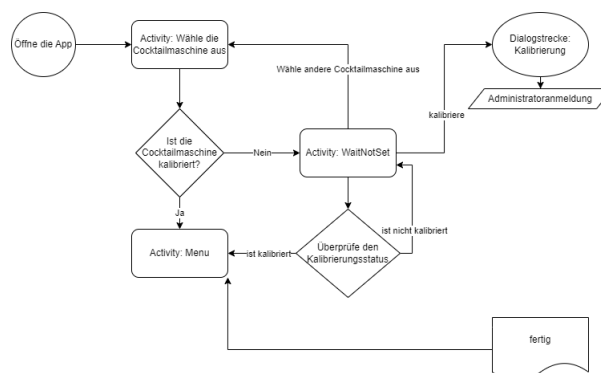 Öffne die App
Activity: Wähle die
Cocktailmaschine aus
Dialogstrecke:
Kalibrierung
Wähle andere Cocktailmaschine aus
Administratoranmeldung
kalibriere
Ist die
Cocktailmaschine
kalibriert?
Nein
Activity: WaitNotSet
Ja
ist nicht kalibriert
Activity: Menu
ist kalibriert
Überprüfe den
Kalibrierungsstatus
fertig